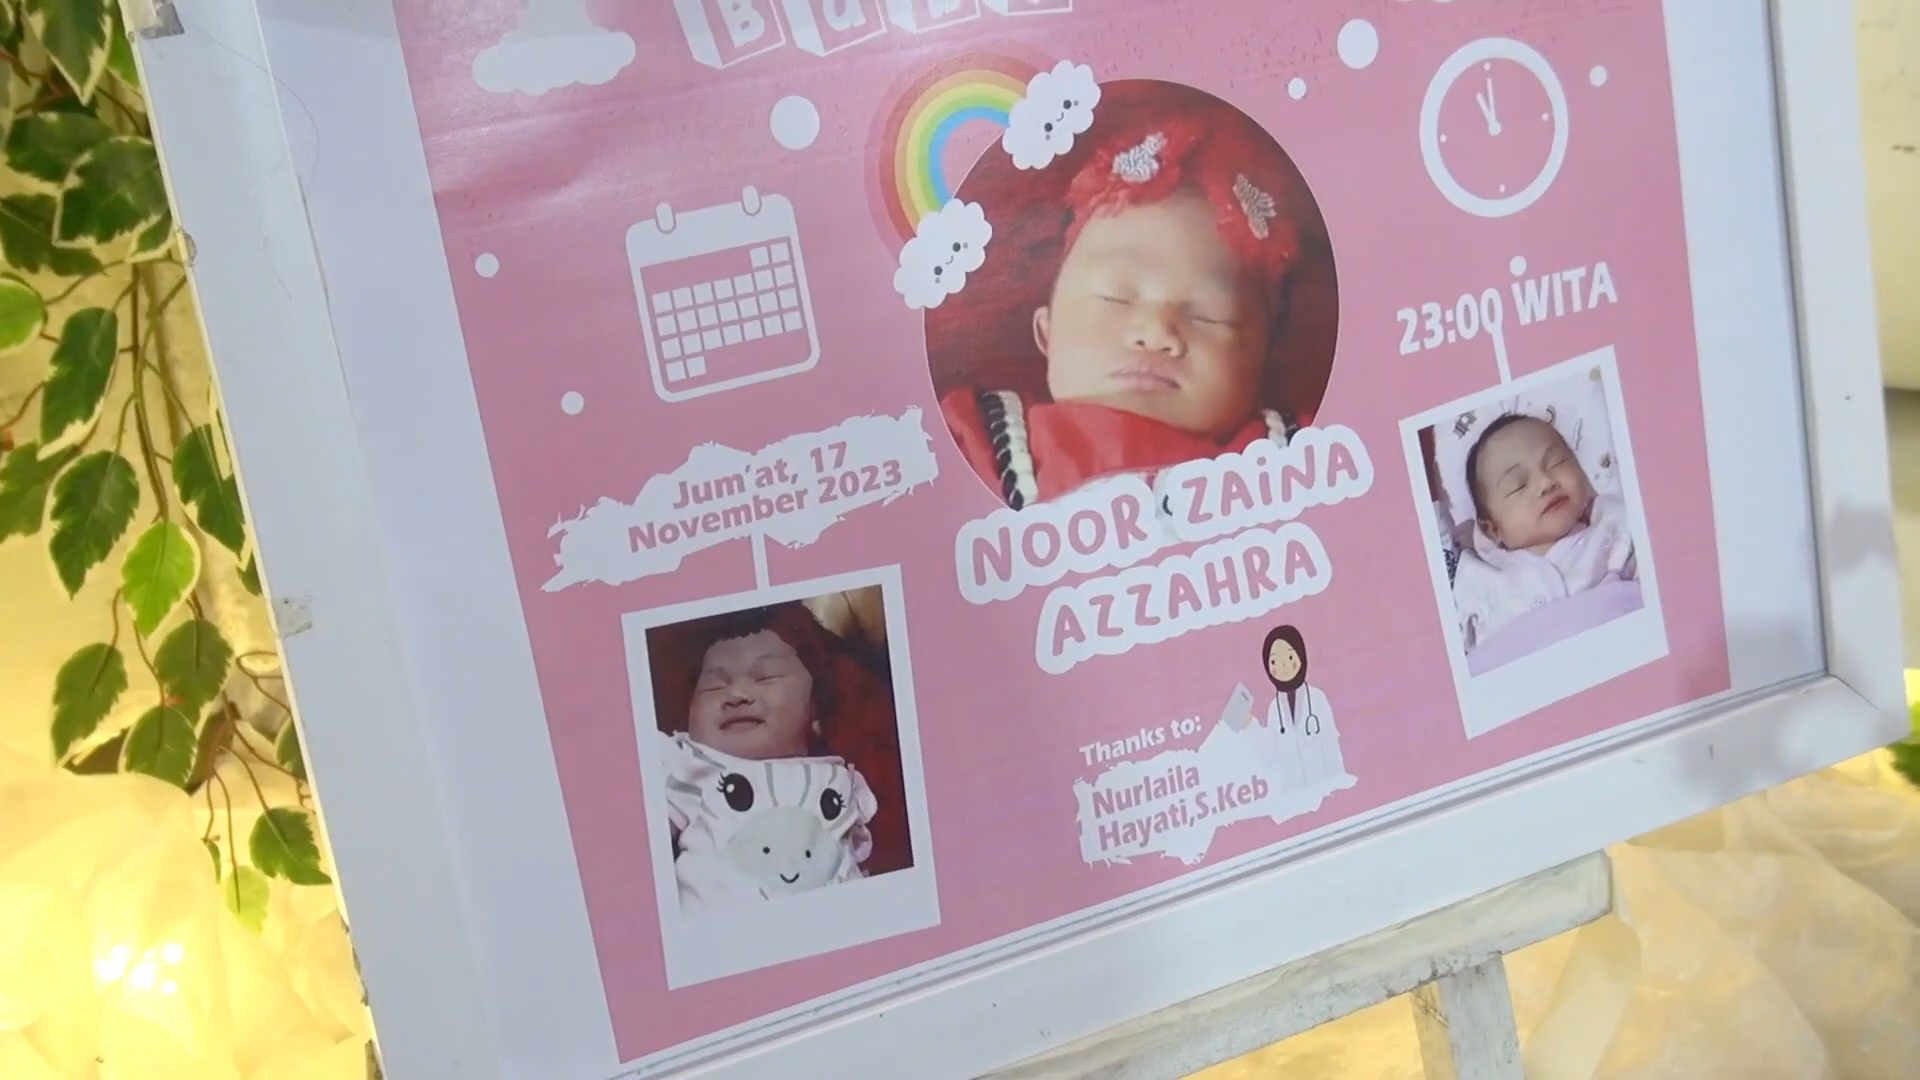 23:00 WITA
Jum'at, 17
November 2023
NOOR ZAiNA
AZZAHRA
Thanks to:
Nurlaila
Hayati,S.Keb